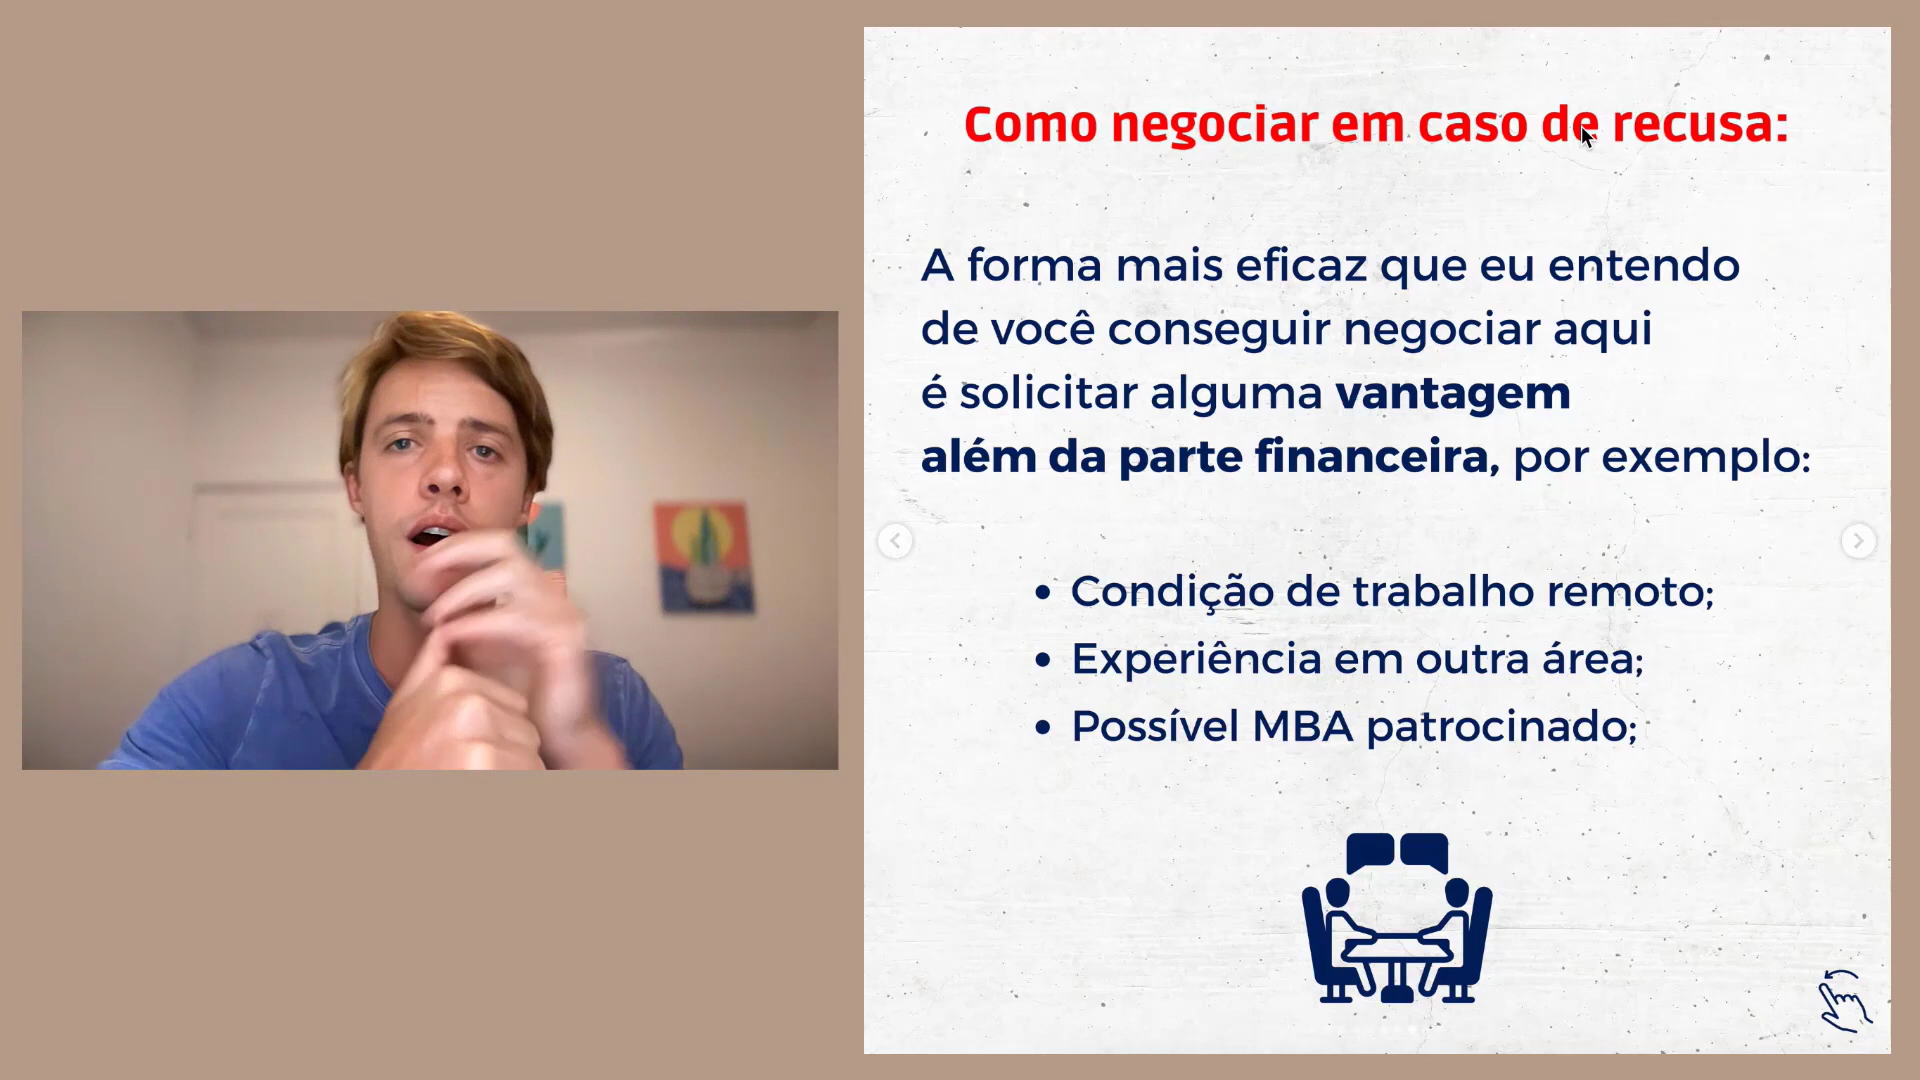 Como negociar em caso de recusa:
A forma mais eficaz que eu entendo
de você conseguir negociar aqui
é solicitar alguma vantagem
além da parte financeira, por exemplo:
• Condição de trabalho remoto;
• Experiência em outra área;
• Possível MBA patrocinado;